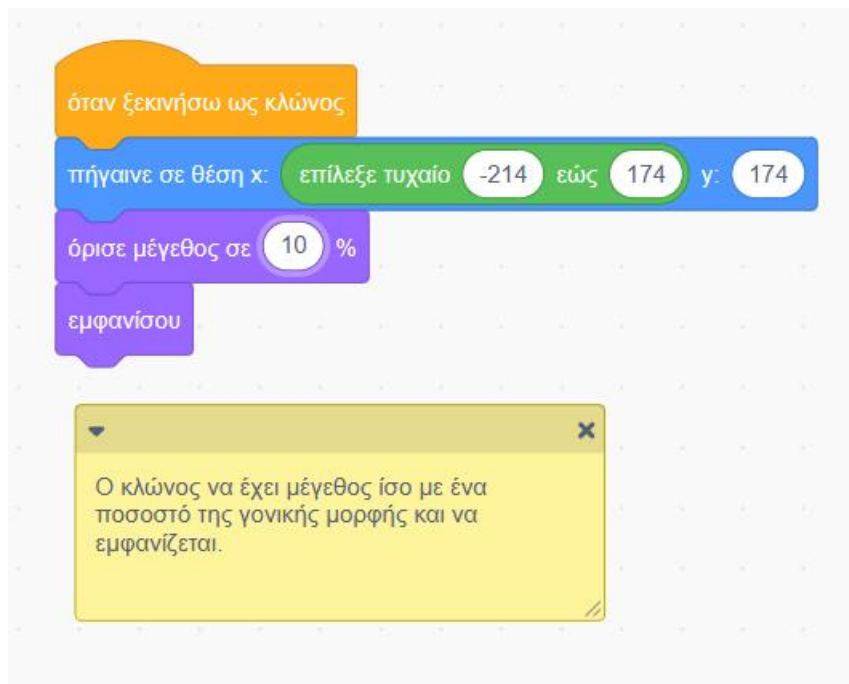 όταν ξεκινήσω ως κλώνος
πήγαινε σε θέση x: επίλεξε τυχαίο -214 εώς 174 y: 174
όρισε μέγεθος σε 10 %
εμφανίσου
Ο κλώνος να έχει μέγεθος ίσο με ένα
ποσοστό της γονικής μορφής και να
εμφανίζεται.